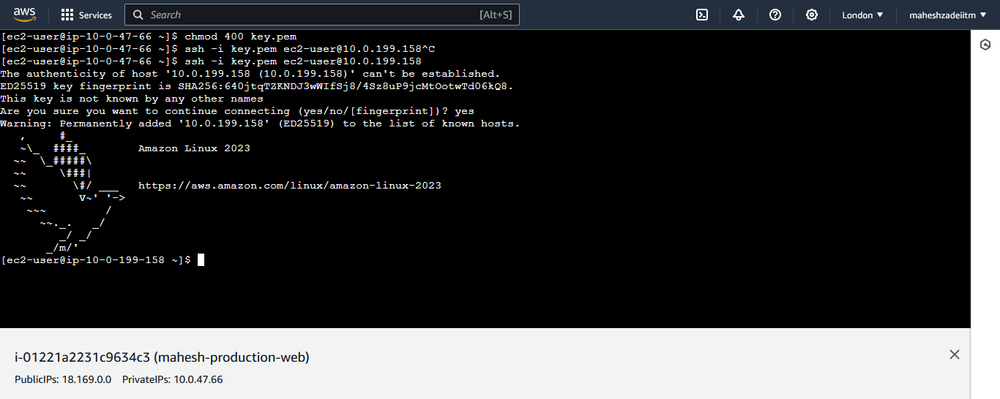 aws Services Search [Alt+S] London maheshzadeiitm
[ec2-user@ip-10-0-47-66 ~]$ chmod 400 key.pem
[ec2-user@ip-10-0-47-66 ~]$ ssh -i key.pem ec2-user@10.0.199.158^C
[ec2-user@ip-10-0-47-66 ~]$ ssh -i key.pem ec2-user@10.0.199.158
The authenticity of host '10.0.199.158 (10.0.199.158)' can't be established.
ED25519 key fingerprint is SHA256:640jtqTZKNDJ3wWIfSj8/4Sz8uP9jcMtOotwTd06kQ8.
This key is not known by any other names
Are you sure you want to continue connecting (yes/no/[fingerprint])? yes
Warning: Permanently added '10.0.199.158' (ED25519) to the list of known hosts.
   ,     #_
   ~\_  ####_        Amazon Linux 2023
  ~~  \_#####\
  ~~     \###|
  ~~       \#/ ___   https://aws.amazon.com/linux/amazon-linux-2023
   ~~       V~' '->
    ~~~         /
      ~~._.   _/
         _/ _/
       _/m/'
[ec2-user@ip-10-0-199-158 ~]$
i-01221a2231c9634c3 (mahesh-production-web)
PublicIPs: 18.169.0.0 PrivateIPs: 10.0.47.66